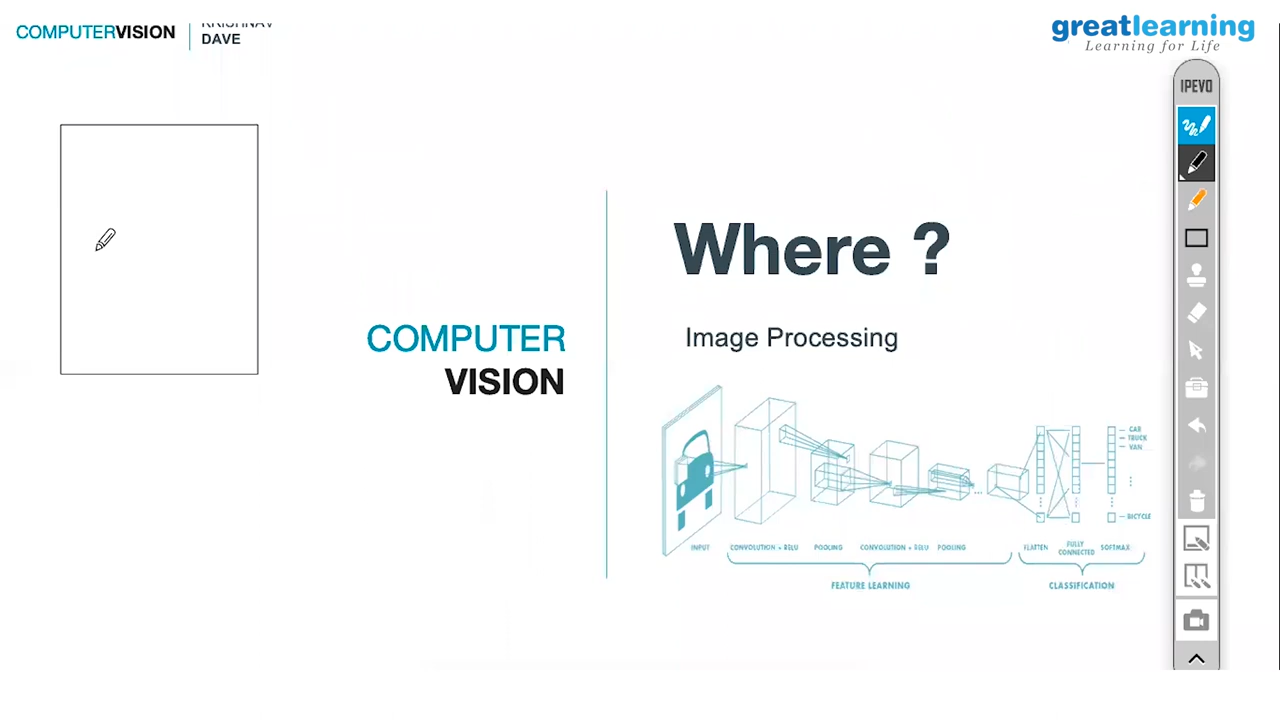 COMPUTERVISION
KRISHNAV
DAVE
greatlearning
Learning for Life
IPEVO
Where ?
COMPUTER
VISION
Image Processing
CAR
TRUCK
VAN
BICYCLE
INPUT CONVOLUTION + RELU POOLING CONVOLUTION + RELU POOLING FLATTEN FULLY CONNECTED SOFTMAX
FEATURE LEARNING CLASSIFICATION